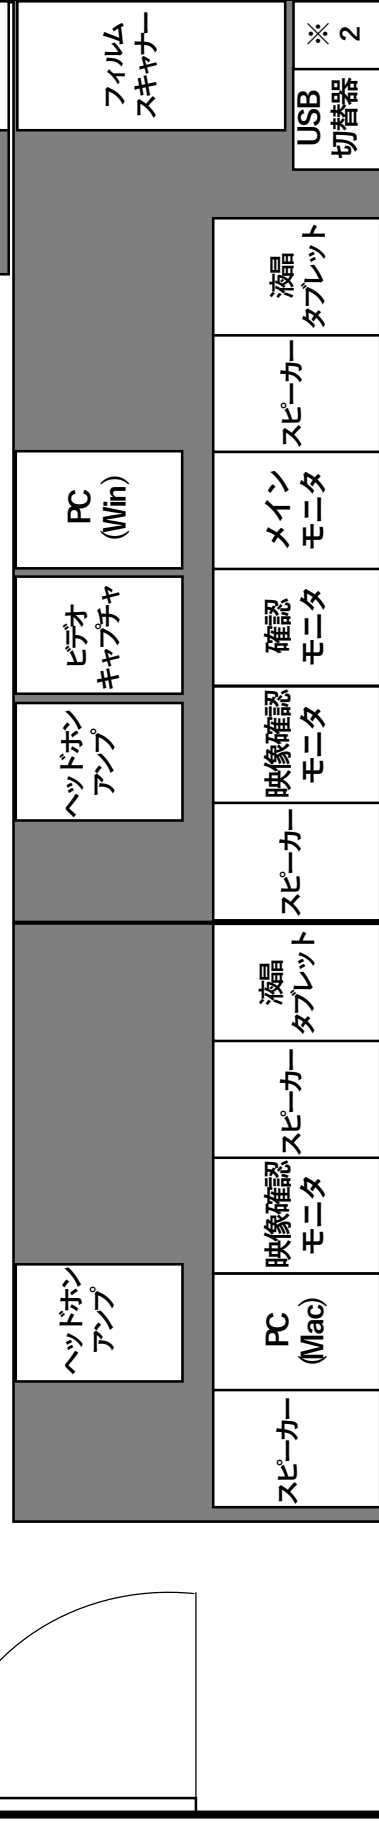 フィルム
スキャナー
※
2
USB
切替器
液晶
タブレット
スピーカー
PC
(Win)
メイン
モニタ
ビデオ
キャプチャ
確認
モニタ
ヘッドホン
アンプ
映像確認
モニタ
スピーカー
液晶
タブレット
スピーカー
映像確認
モニタ
ヘッドホン
アンプ
PC
(Mac)
スピーカー